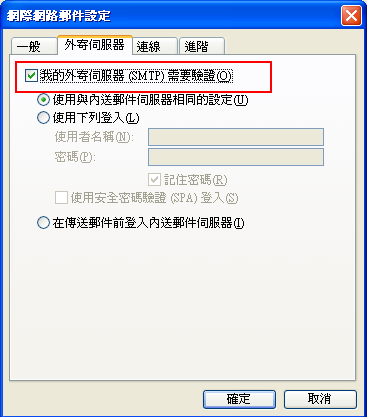 網際網路郵件設定
一般 外寄伺服器 連線 進階
我的外寄伺服器 (SMTP) 需要驗證(O)
使用與內送郵件伺服器相同的設定(U)
使用下列登入(L)
使用者名稱(N):
密碼(P):
記住密碼(R)
使用安全密碼驗證 (SPA) 登入(S)
在傳送郵件前登入內送郵件伺服器(I)
確定 取消